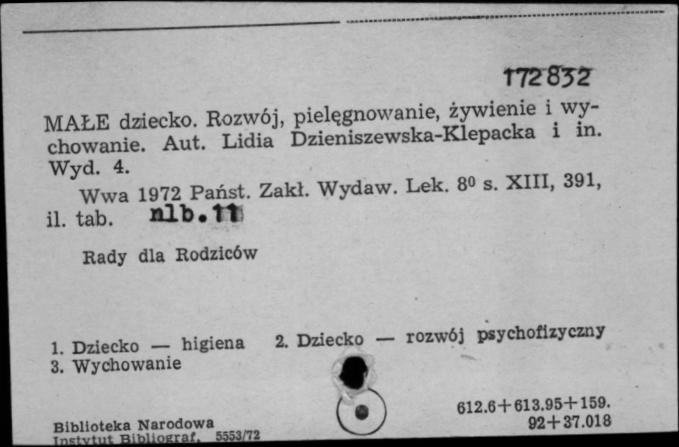 172832
MAŁE dziecko. Rozwój, pielęgnowanie, żywienie i wy-
chowanie. Aut. Lidia Dzieniszewska-Klepacka i in.
Wyd. 4.
Wwa 1972 Państ. Zakł. Wydaw. Lek. 8⁰ s. XIII, 391,
il. tab. nlb. 11
Rady dla Rodziców
1. Dziecko — higiena 2. Dziecko — rozwój psychofizyczny
3. Wychowanie
612.6+613.95+159.
92+37.018
Biblioteka Narodowa
Instytut Bibliograf. 5553/72